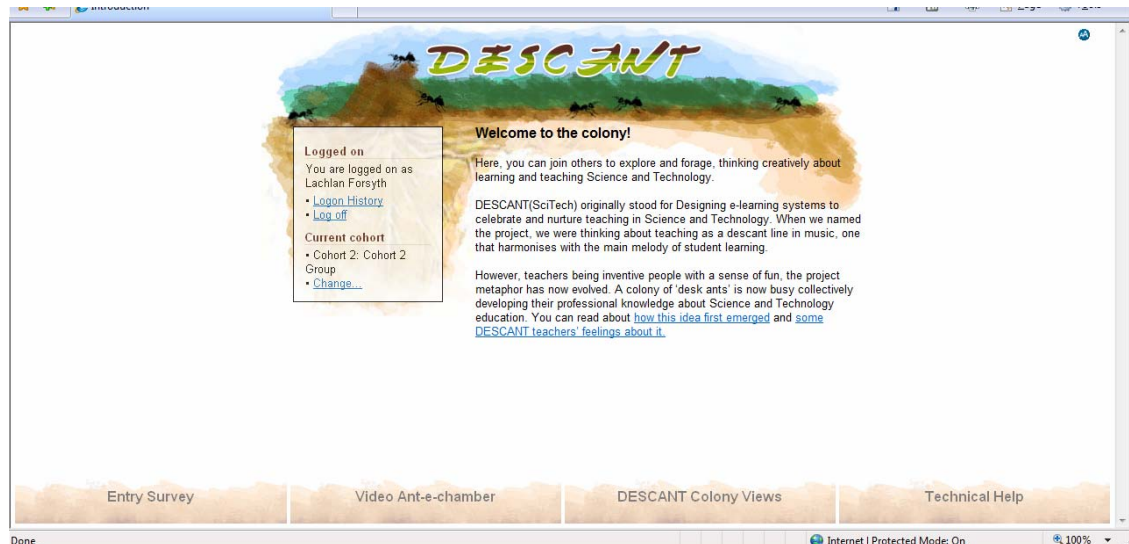 Introduction
DESCANT
Logged on
You are logged on as
Lachlan Forsyth
▪ Logon History
▪ Log off
Current cohort
▪ Cohort 2: Cohort 2
Group
▪ Change...
Welcome to the colony!
Here, you can join others to explore and forage, thinking creatively about
learning and teaching Science and Technology.
DESCANT(SciTech) originally stood for Designing e-learning systems to
celebrate and nurture teaching in Science and Technology. When we named
the project, we were thinking about teaching as a descant line in music, one
that harmonises with the main melody of student learning.
However, teachers being inventive people with a sense of fun, the project
metaphor has now evolved. A colony of ‘desk ants’ is now busy collectively
developing their professional knowledge about Science and Technology
education. You can read about how this idea first emerged and some
DESCANT teachers’ feelings about it.
Entry Survey
Video Ant-e-chamber
DESCANT Colony Views
Technical Help
Done
Internet | Protected Mode: On
100%